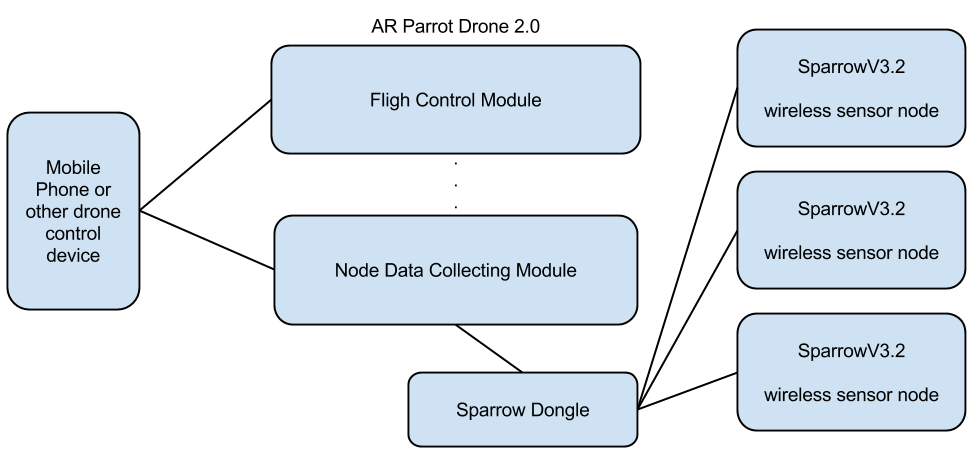 AR Parrot Drone 2.0
Fligh Control Module
Mobile
Phone or
other drone
control
device
Node Data Collecting Module
Sparrow Dongle
SparrowV3.2
wireless sensor node
SparrowV3.2
wireless sensor node
SparrowV3.2
wireless sensor node